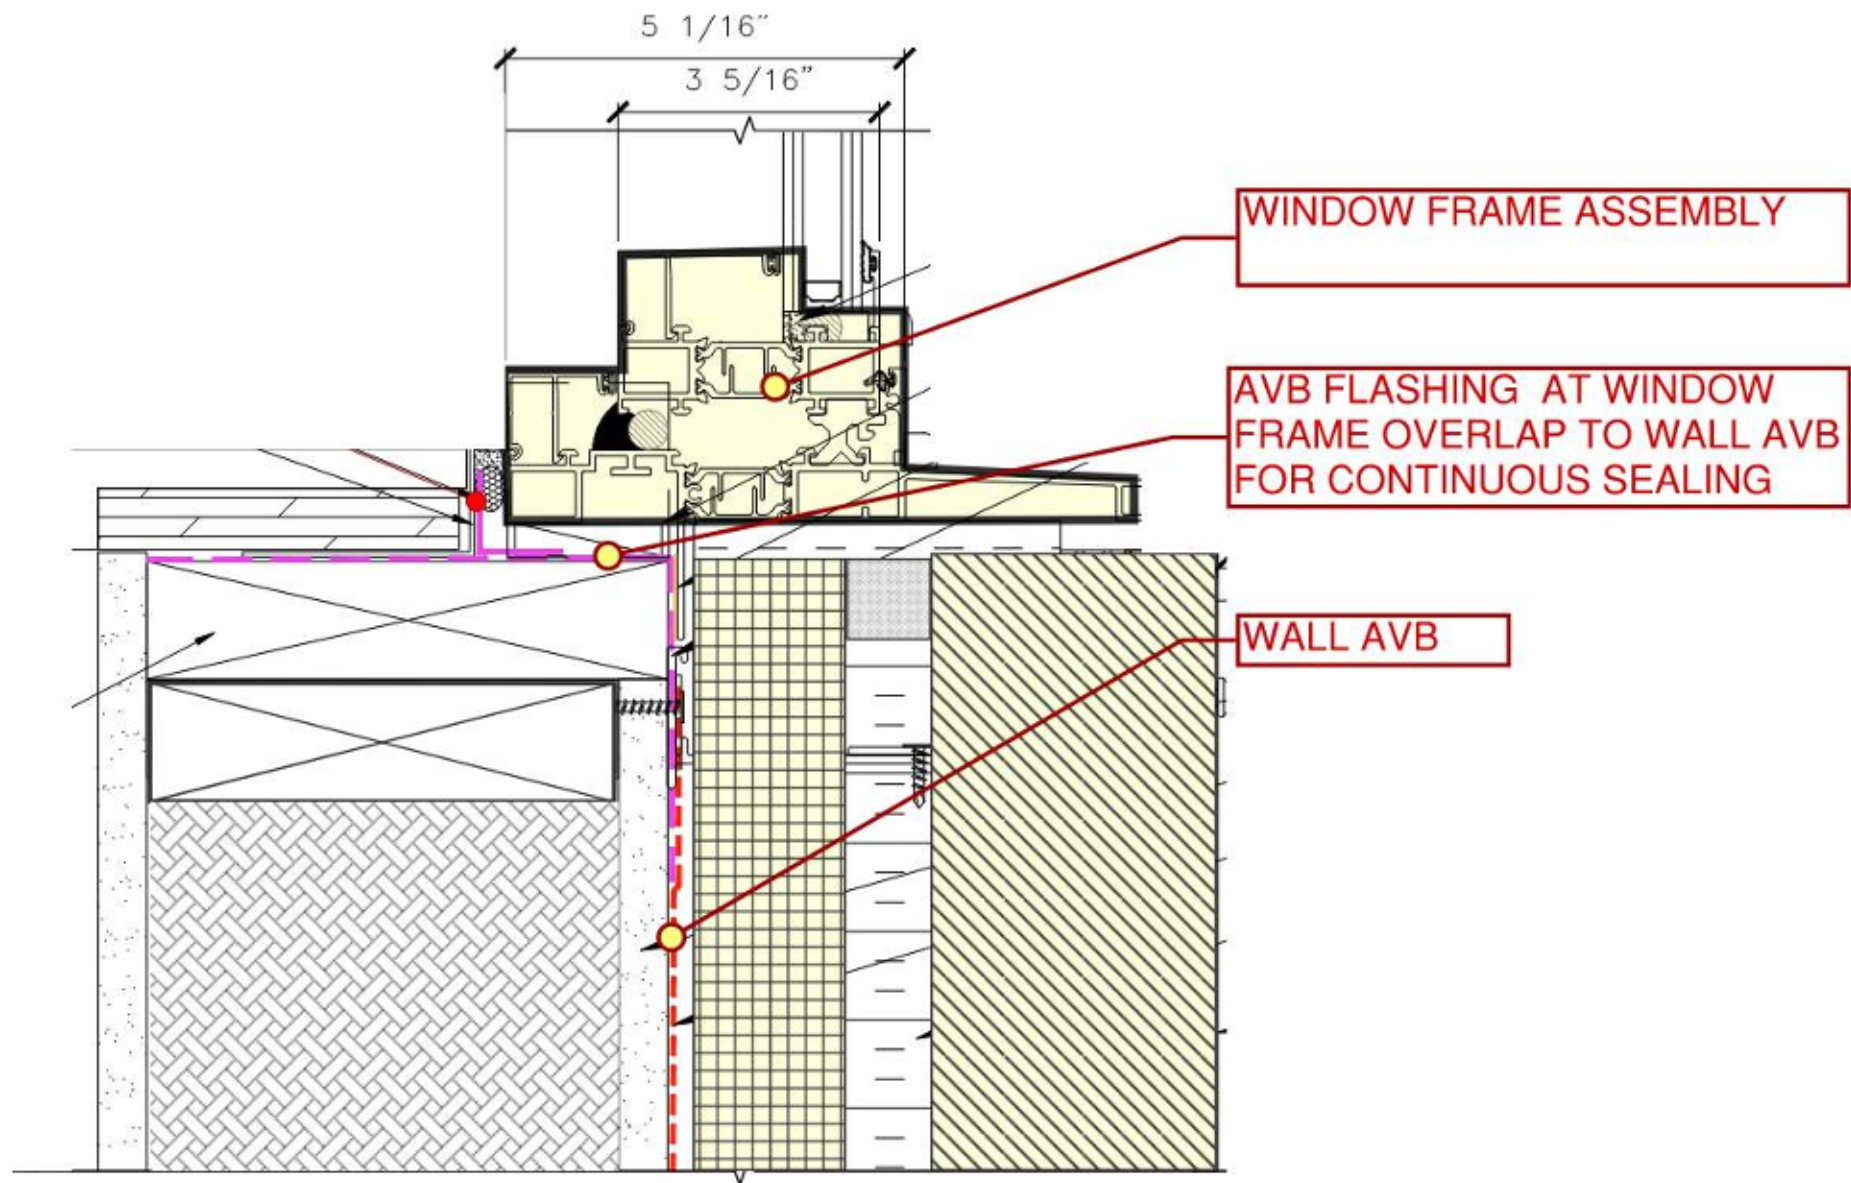 5 1/16"
3 5/16"
WINDOW FRAME ASSEMBLY
AVB FLASHING AT WINDOW
FRAME OVERLAP TO WALL AVB
FOR CONTINUOUS SEALING
WALL AVB